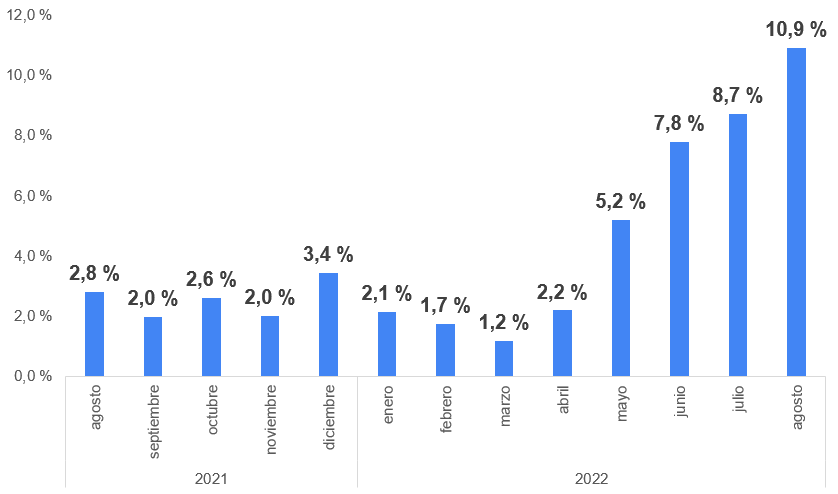 12,0 %
10,0 %
8,0 %
6,0 %
4,0 %
2,0 %
0,0 %
2,8 %
2,0 %
2,6 %
2,0 %
3,4 %
2,1 %
1,7 %
1,2 %
2,2 %
5,2 %
7,8 %
8,7 %
10,9 %
agosto
septiembre
octubre
noviembre
diciembre
enero
febrero
marzo
abril
mayo
junio
julio
agosto
2021
2022